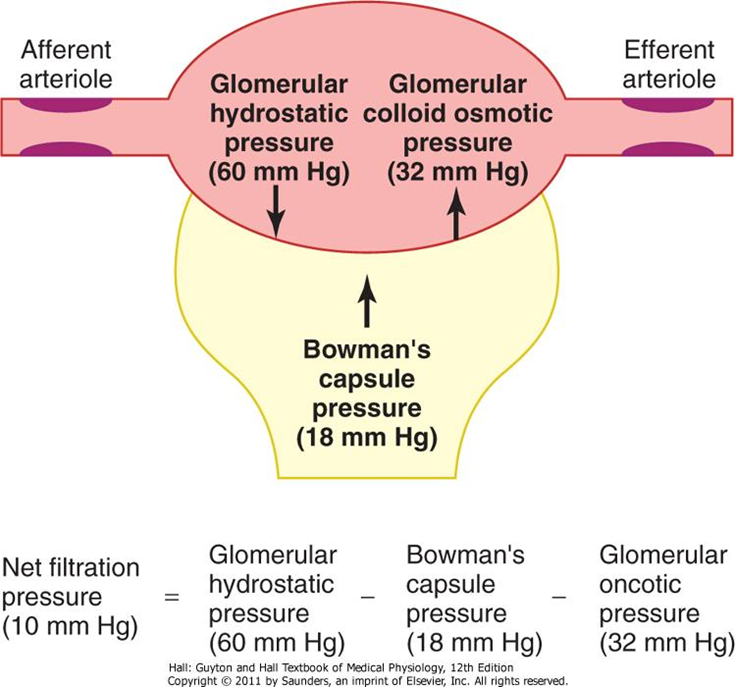 Afferent
arteriole
Efferent
arteriole
Glomerular
hydrostatic
pressure
(60 mm Hg)
Glomerular
colloid osmotic
pressure
(32 mm Hg)
Bowman's
capsule
pressure
(18 mm Hg)
Net filtration
pressure
(10 mm Hg)
=
Glomerular
hydrostatic
pressure
(60 mm Hg)
–
Bowman's
capsule
pressure
(18 mm Hg)
–
Glomerular
oncotic
pressure
(32 mm Hg)
Hall: Guyton and Hall Textbook of Medical Physiology, 12th Edition
Copyright © 2011 by Saunders, an imprint of Elsevier, Inc. All rights reserved.